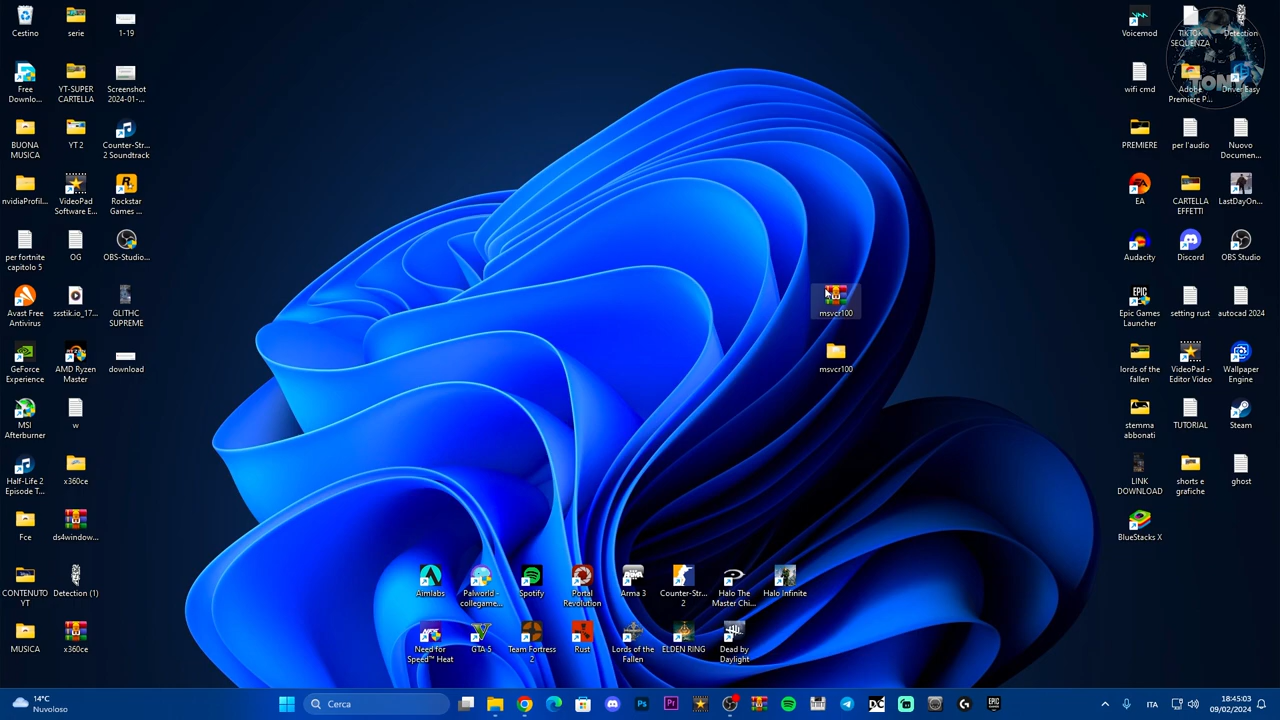 Cestino
serie
1-19
Free
Downlo...
YT-SUPER
CARTELLA
Screenshot
2024-01-...
BUONA
MUSICA
YT 2
Counter-Str...
2 Soundtrack
nvidiaProfil...
VideoPad
Software E...
Rockstar
Games ...
per fortnite
capitolo 5
OG
OBS-Studio...
Avast Free
Antivirus
ssstik.io_17...
GLITHC
SUPREME
GeForce
Experience
AMD Ryzen
Master
download
MSI
Afterburner
w
Half-Life 2
Episode T...
x360ce
Fce
ds4window...
CONTENUTO
YT
Detection (1)
MUSICA
x360ce
msvcr100
msvcr100
Aimlabs
Palworld -
collegame...
Spotify
Portal
Revolution
Arma 3
Counter-Str...
2
Halo The
Master Chi...
Halo Infinite
Need for
Speed™ Heat
GTA 5
Team Fortress
2
Rust
Lords of the
Fallen
ELDEN RING
Dead by
Daylight
Voicemod
TIKTOK
SEQUENZA
Detection
TONY
wifi cmd
Adobe
Premiere P...
Driver Easy
PREMIERE
per l'audio
Nuovo
Documen...
EA
CARTELLA
EFFETTI
LastDayOn...
Audacity
Discord
OBS Studio
Epic Games
Launcher
setting rust
autocad 2024
lords of the
fallen
VideoPad -
Editor Video
Wallpaper
Engine
stemma
abbonati
TUTORIAL
Steam
LINK
DOWNLOAD
shorts e
grafiche
ghost
BlueStacks X
14°C
Nuvoloso
Cerca
ITA
18:45:03
09/02/2024